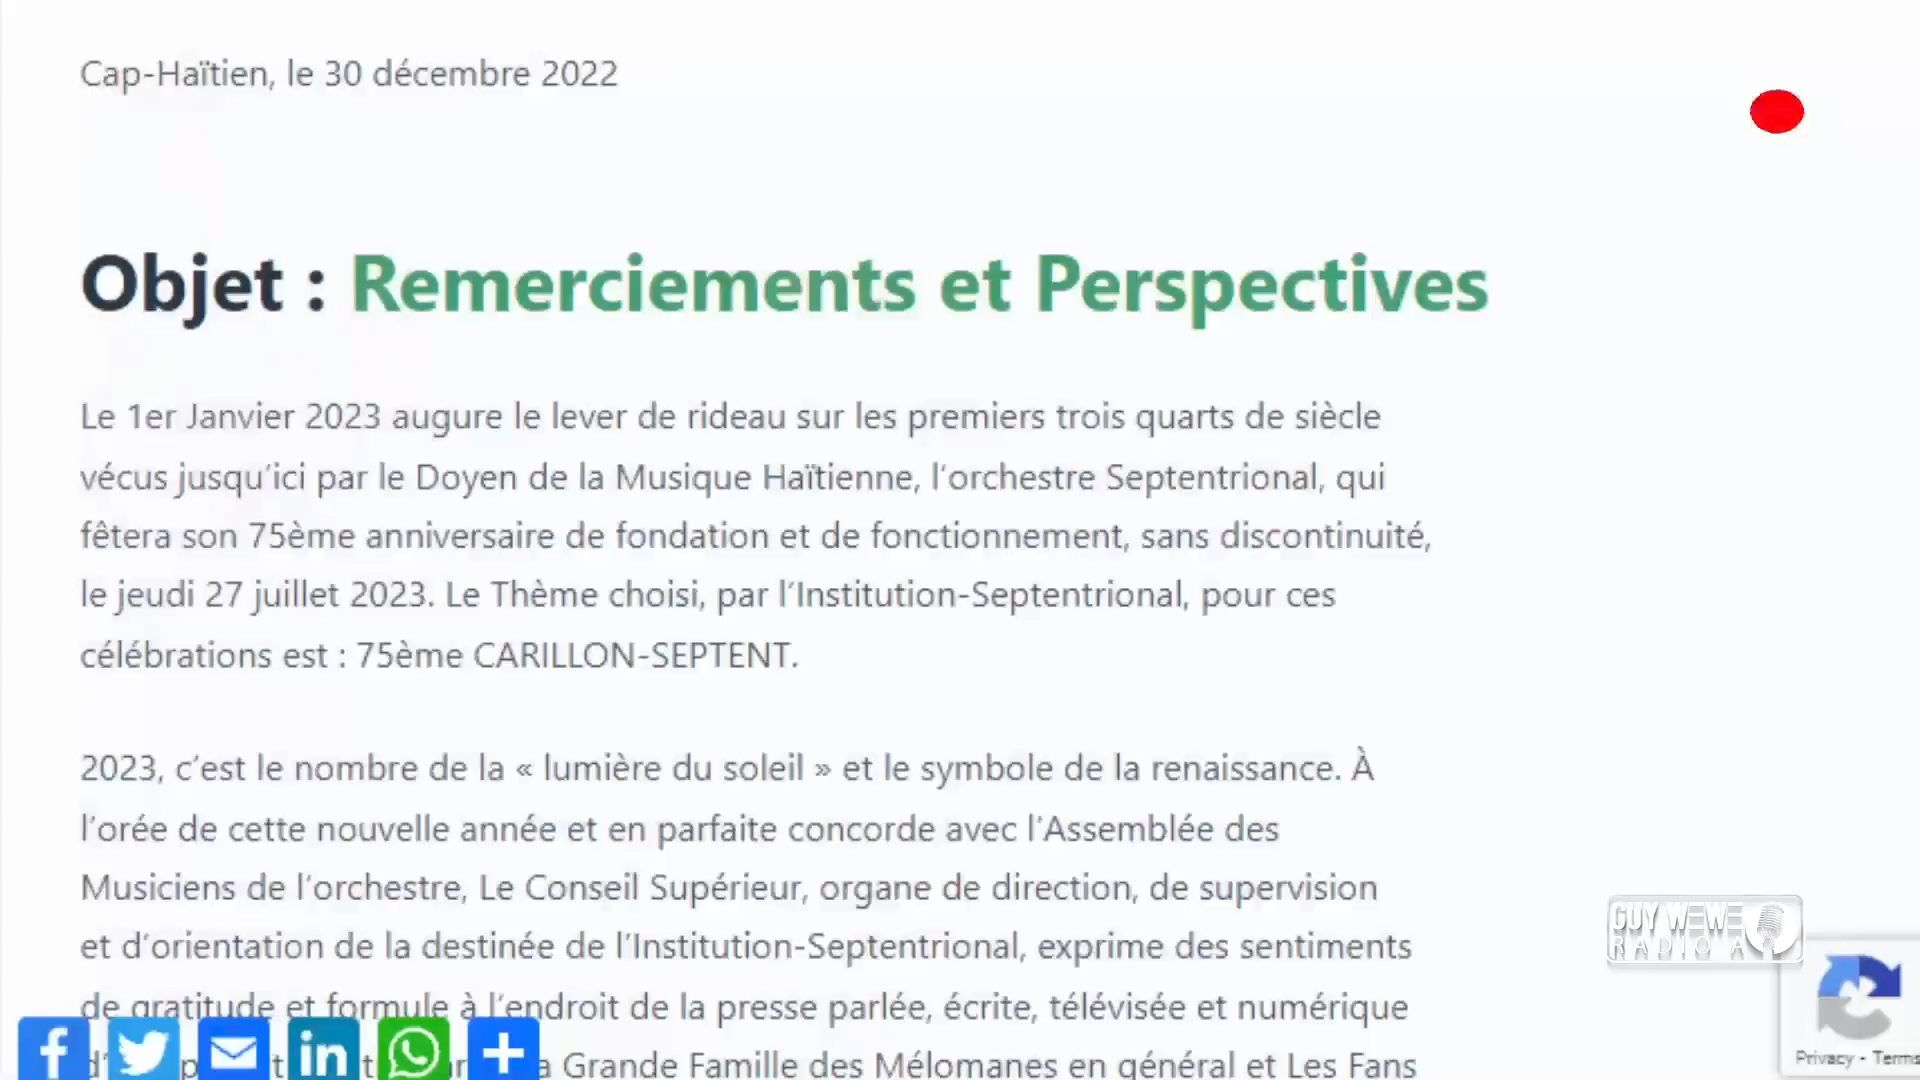 Cap-Haïtien, le 30 décembre 2022
Objet : Remerciements et Perspectives
Le 1er Janvier 2023 augure le lever de rideau sur les premiers trois quarts de siècle
vécus jusqu’ici par le Doyen de la Musique Haïtienne, l’orchestre Septentrional, qui
fêtera son 75ème anniversaire de fondation et de fonctionnement, sans discontinuité,
le jeudi 27 juillet 2023. Le Thème choisi, par l’Institution-Septentrional, pour ces
célébrations est : 75ème CARILLON-SEPTENT.
2023, c’est le nombre de la « lumière du soleil » et le symbole de la renaissance. À
l’orée de cette nouvelle année et en parfaite concorde avec l’Assemblée des
Musiciens de l’orchestre, Le Conseil Supérieur, organe de direction, de supervision
et d’orientation de la destinée de l’Institution-Septentrional, exprime des sentiments
de gratitude et formule à l’endroit de la presse parlée, écrite, télévisée et numérique
Grande Famille des Mélomanes en général et Les Fans
GUY WEWE
RADIO A
Privacy - Terms